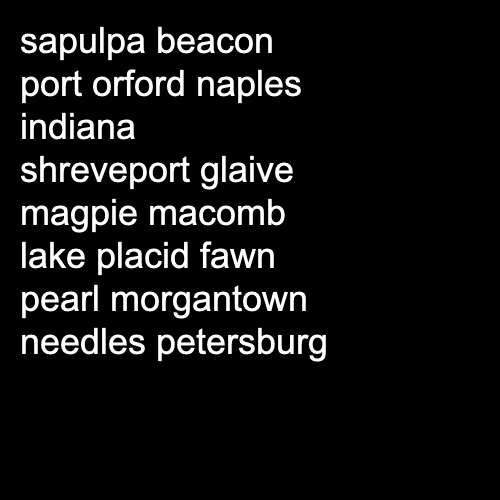 sapulpa beacon
port orford naples
indiana
shreveport glaive
magpie macomb
lake placid fawn
pearl morgantown
needles petersburg